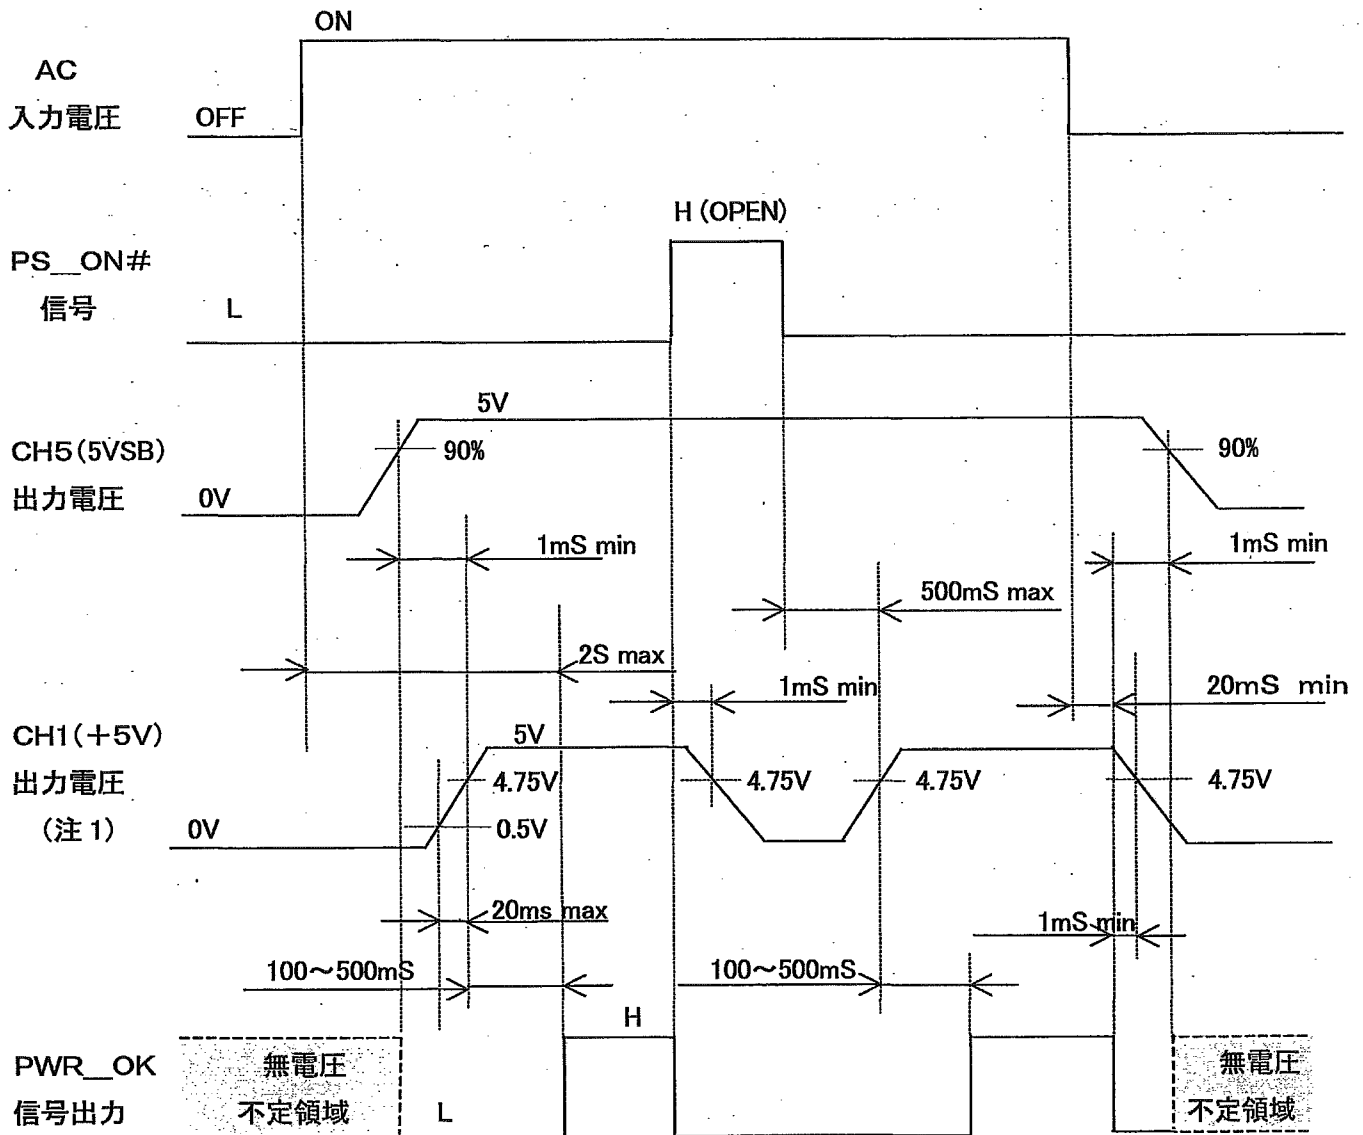 ON
AC
入力電圧
OFF
H (OPEN)
PS__ON#
信号
L
5V
CH5(5VSB)
90%
90%
出力電圧
0V
1mS min
1mS min
500mS max
2S max
1mS min
20mS min
CH1(+5V)
5V
出力電圧
4.75V
4.75V
4.75V
4.75V
(注1)
0V
0.5V
20ms max
1mS min
100~500mS
100~500mS
H
PWR__OK
無電圧
無電圧
信号出力
不定領域
L
不定領域